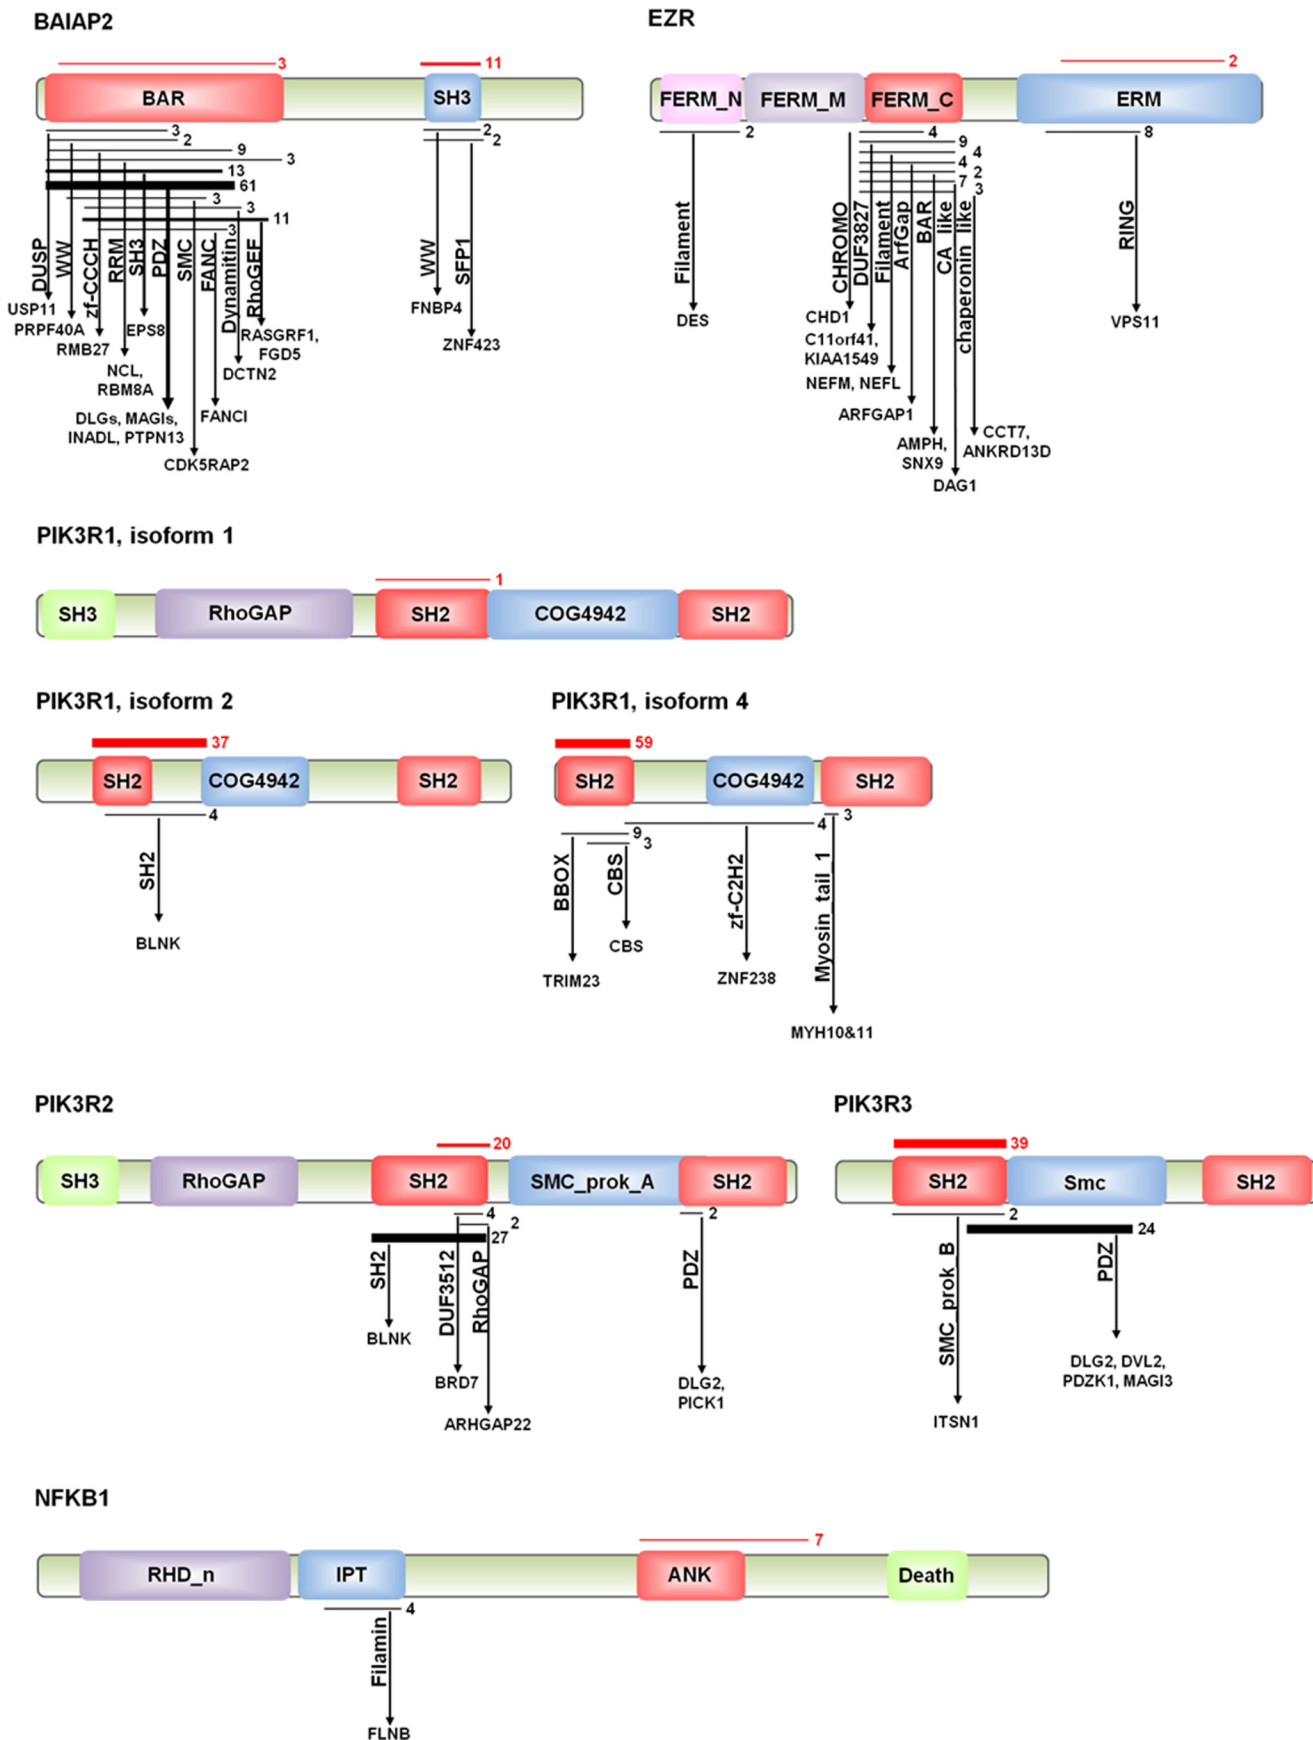 BAIAP2
EZR
3
11
2
BAR
SH3
FERM_N
FERM_M
FERM_C
ERM
3
2
9
3
13
61
3
3
11
3
2
2
2
4
9
4
4
2
7
3
8
DUSP
WW
zf-CCCH
RRM
SH3
PDZ
SMC
FANC
Dynamitin
RhoGEF
WW
SFP1
Filament
CHROMO
DUF3827
Filament
ArfGap
BAR
CA_like
chaperonin_like
RING
USP11
PRPF40A
RMB27
NCL,
RBM8A
EPS8
DLGs, MAGIs,
INADL, PTPN13
CDK5RAP2
FANCI
DCTN2
RASGRF1,
FGD5
FNBP4
ZNF423
DES
CHD1
C11orf41,
KIAA1549
NEFM, NEFL
ARFGAP1
AMPH,
SNX9
DAG1
CCT7,
ANKRD13D
VPS11
PIK3R1, isoform 1
1
SH3
RhoGAP
SH2
COG4942
SH2
PIK3R1, isoform 2
PIK3R1, isoform 4
37
59
SH2
COG4942
SH2
SH2
COG4942
SH2
4
9
3
4
3
SH2
BBOX
CBS
zf-C2H2
Myosin_tail_1
BLNK
TRIM23
CBS
ZNF238
MYH10&11
PIK3R2
PIK3R3
20
39
SH3
RhoGAP
SH2
SMC_prok_A
SH2
SH2
Smc
SH2
4
2
27
2
2
24
SH2
DUF3512
RhoGAP
PDZ
SMC_prok_B
PDZ
BLNK
BRD7
ARHGAP22
DLG2,
PICK1
ITSN1
DLG2, DVL2,
PDZK1, MAGI3
NFKB1
7
RHD_n
IPT
ANK
Death
4
Filamin
FLNB